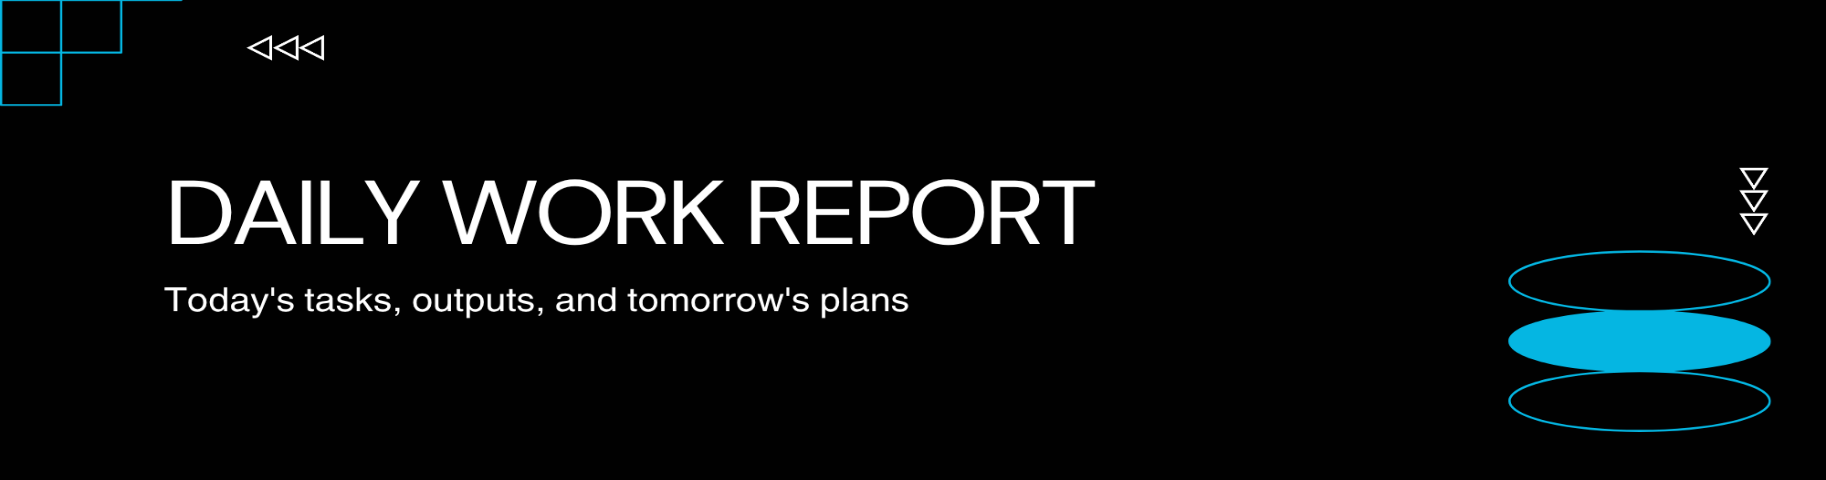 DAILY WORK REPORT
Today's tasks, outputs, and tomorrow's plans